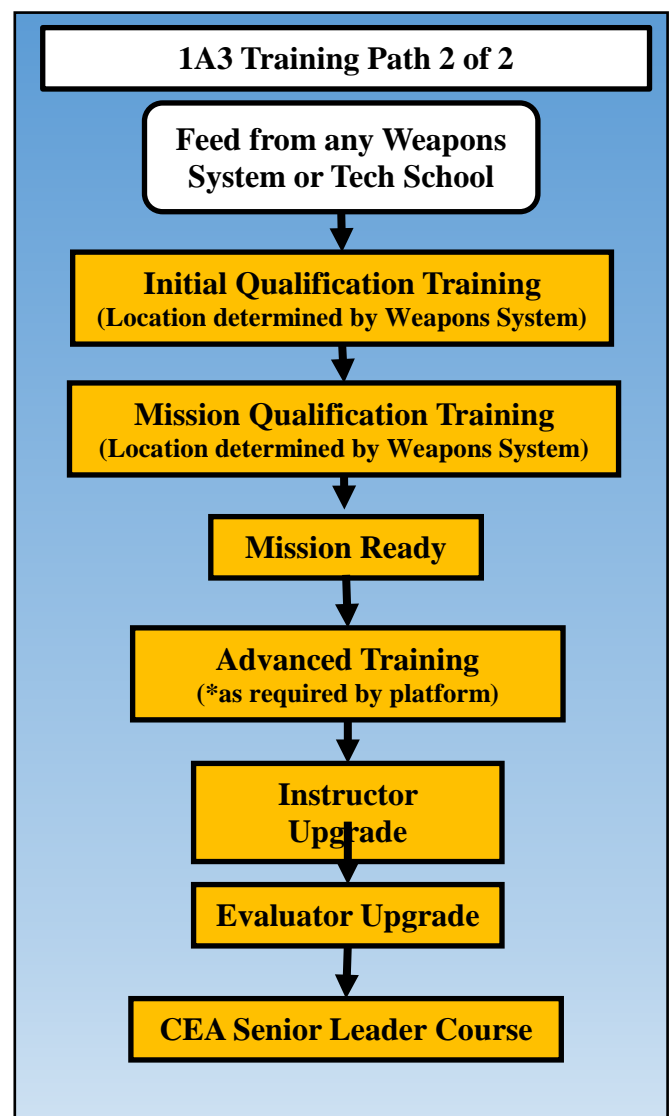 1A3 Training Path 2 of 2
Feed from any Weapons
System or Tech School
Initial Qualification Training
(Location determined by Weapons System)
Mission Qualification Training
(Location determined by Weapons System)
Mission Ready
Advanced Training
(*as required by platform)
Instructor
Upgrade
Evaluator Upgrade
CEA Senior Leader Course